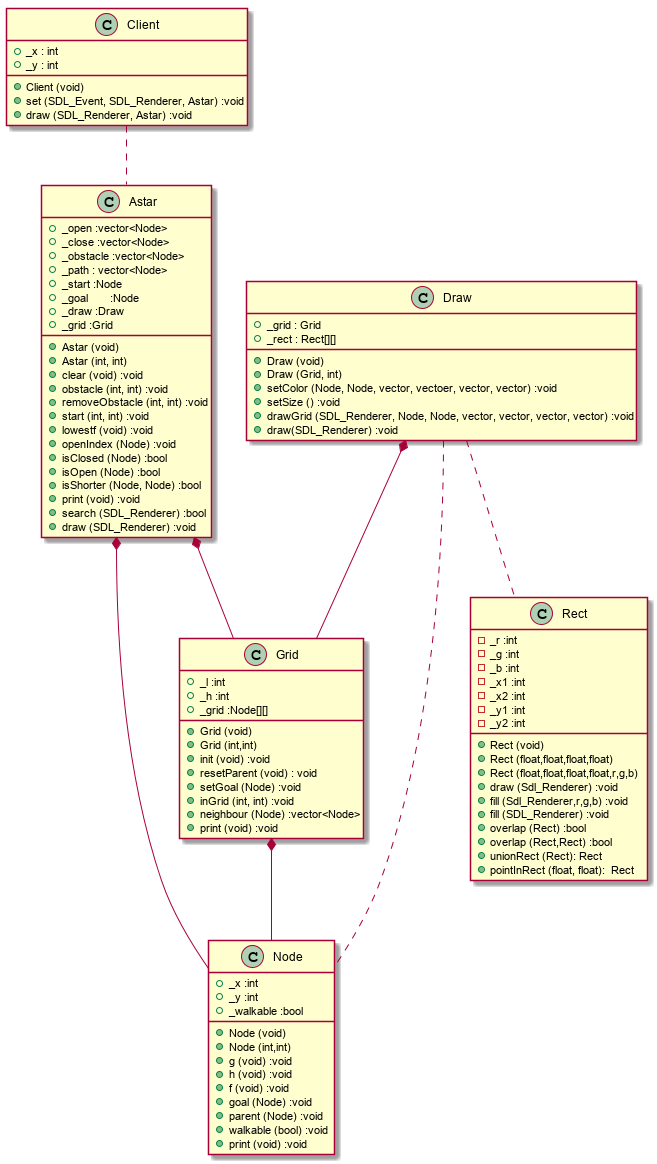 C Client
_x : int
_y : int
Client (void)
set (SDL_Event, SDL_Renderer, Astar) :void
draw (SDL_Renderer, Astar) :void
C Astar
_open :vector<Node>
_close :vector<Node>
_obstacle :vector<Node>
_path : vector<Node>
_start :Node
_goal :Node
_draw :Draw
_grid :Grid
Astar (void)
Astar (int, int)
clear (void) :void
obstacle (int, int) :void
removeObstacle (int, int) :void
start (int, int) :void
lowestf (void) :void
openIndex (Node) :void
isClosed (Node) :bool
isOpen (Node) :bool
isShorter (Node, Node) :bool
print (void) :void
search (SDL_Renderer) :bool
draw (SDL_Renderer) :void
C Draw
_grid : Grid
_rect : Rect[][]
Draw (void)
Draw (Grid, int)
setColor (Node, Node, vector, vectoer, vector, vector) :void
setSize () :void
drawGrid (SDL_Renderer, Node, Node, vector, vector, vector, vector) :void
draw(SDL_Renderer) :void
C Grid
_l :int
_h :int
_grid :Node[][]
Grid (void)
Grid (int,int)
init (void) :void
resetParent (void) : void
setGoal (Node) :void
inGrid (int, int) :void
neighbour (Node) :vector<Node>
print (void) :void
C Rect
_r :int
_g :int
_b :int
_x1 :int
_x2 :int
_y1 :int
_y2 :int
Rect (void)
Rect (float,float,float,float)
Rect (float,float,float,float,r,g,b)
draw (Sdl_Renderer) :void
fill (Sdl_Renderer,r,g,b) :void
fill (SDL_Renderer) :void
overlap (Rect) :bool
overlap (Rect,Rect) :bool
unionRect (Rect): Rect
pointInRect (float, float): Rect
C Node
_x :int
_y :int
_walkable :bool
Node (void)
Node (int,int)
g (void) :void
h (void) :void
f (void) :void
goal (Node) :void
parent (Node) :void
walkable (bool) :void
print (void) :void